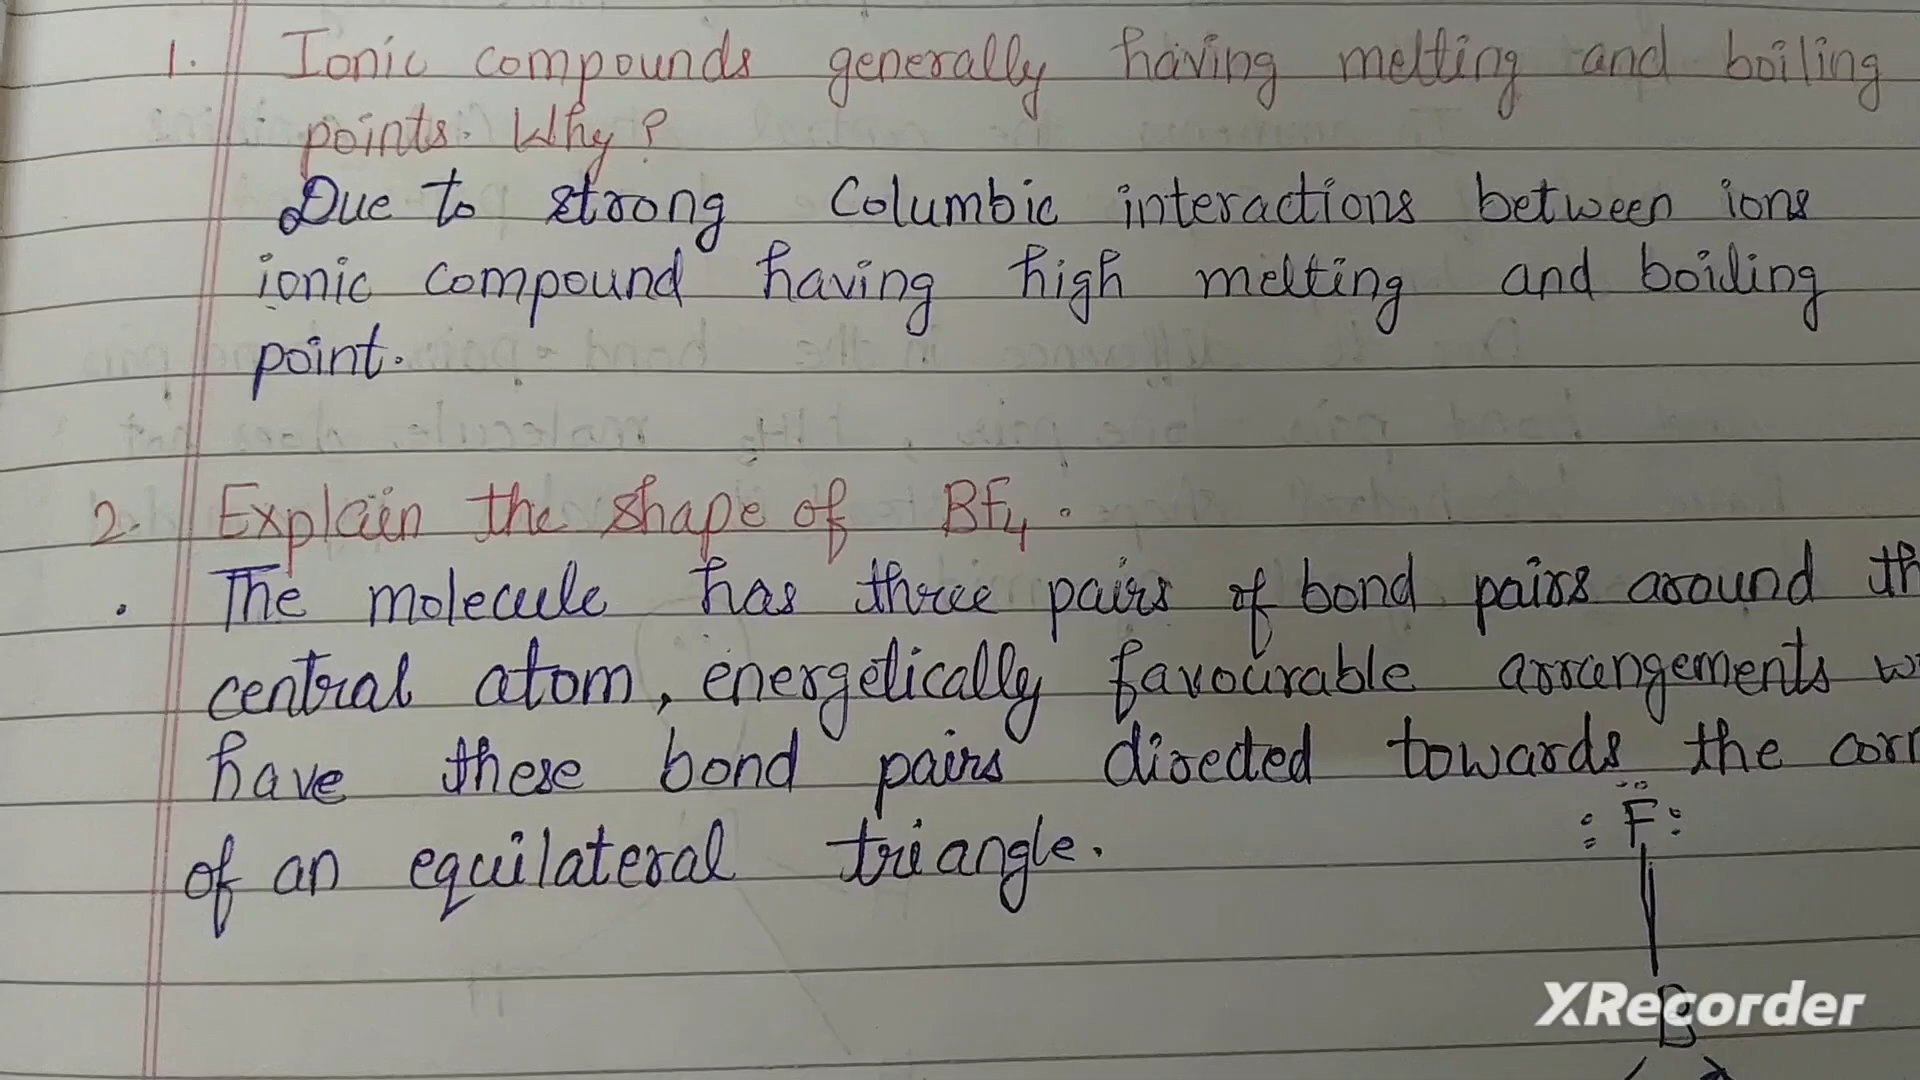 1. Ionic compounds generally having melting and boiling
points. Why?
Due to strong Columbic interactions between ions
ionic compound having high melting and boiling
point.
2. Explain the shape of BF4.
. The molecule has three pairs of bond pairs around th
central atom, energetically favourable arrangements w
have these bond pairs directed towards the corn
of an equilateral triangle.
F
B
XRecorder